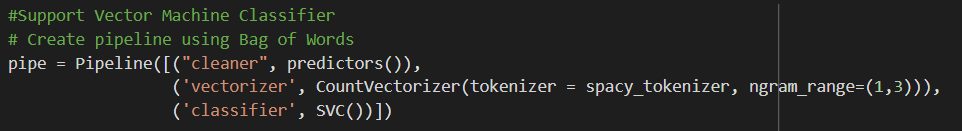 #Support Vector Machine Classifier
# Create pipeline using Bag of Words
pipe = Pipeline([("cleaner", predictors()),
                 ('vectorizer', CountVectorizer(tokenizer = spacy_tokenizer, ngram_range=(1,3))),
                 ('classifier', SVC())])